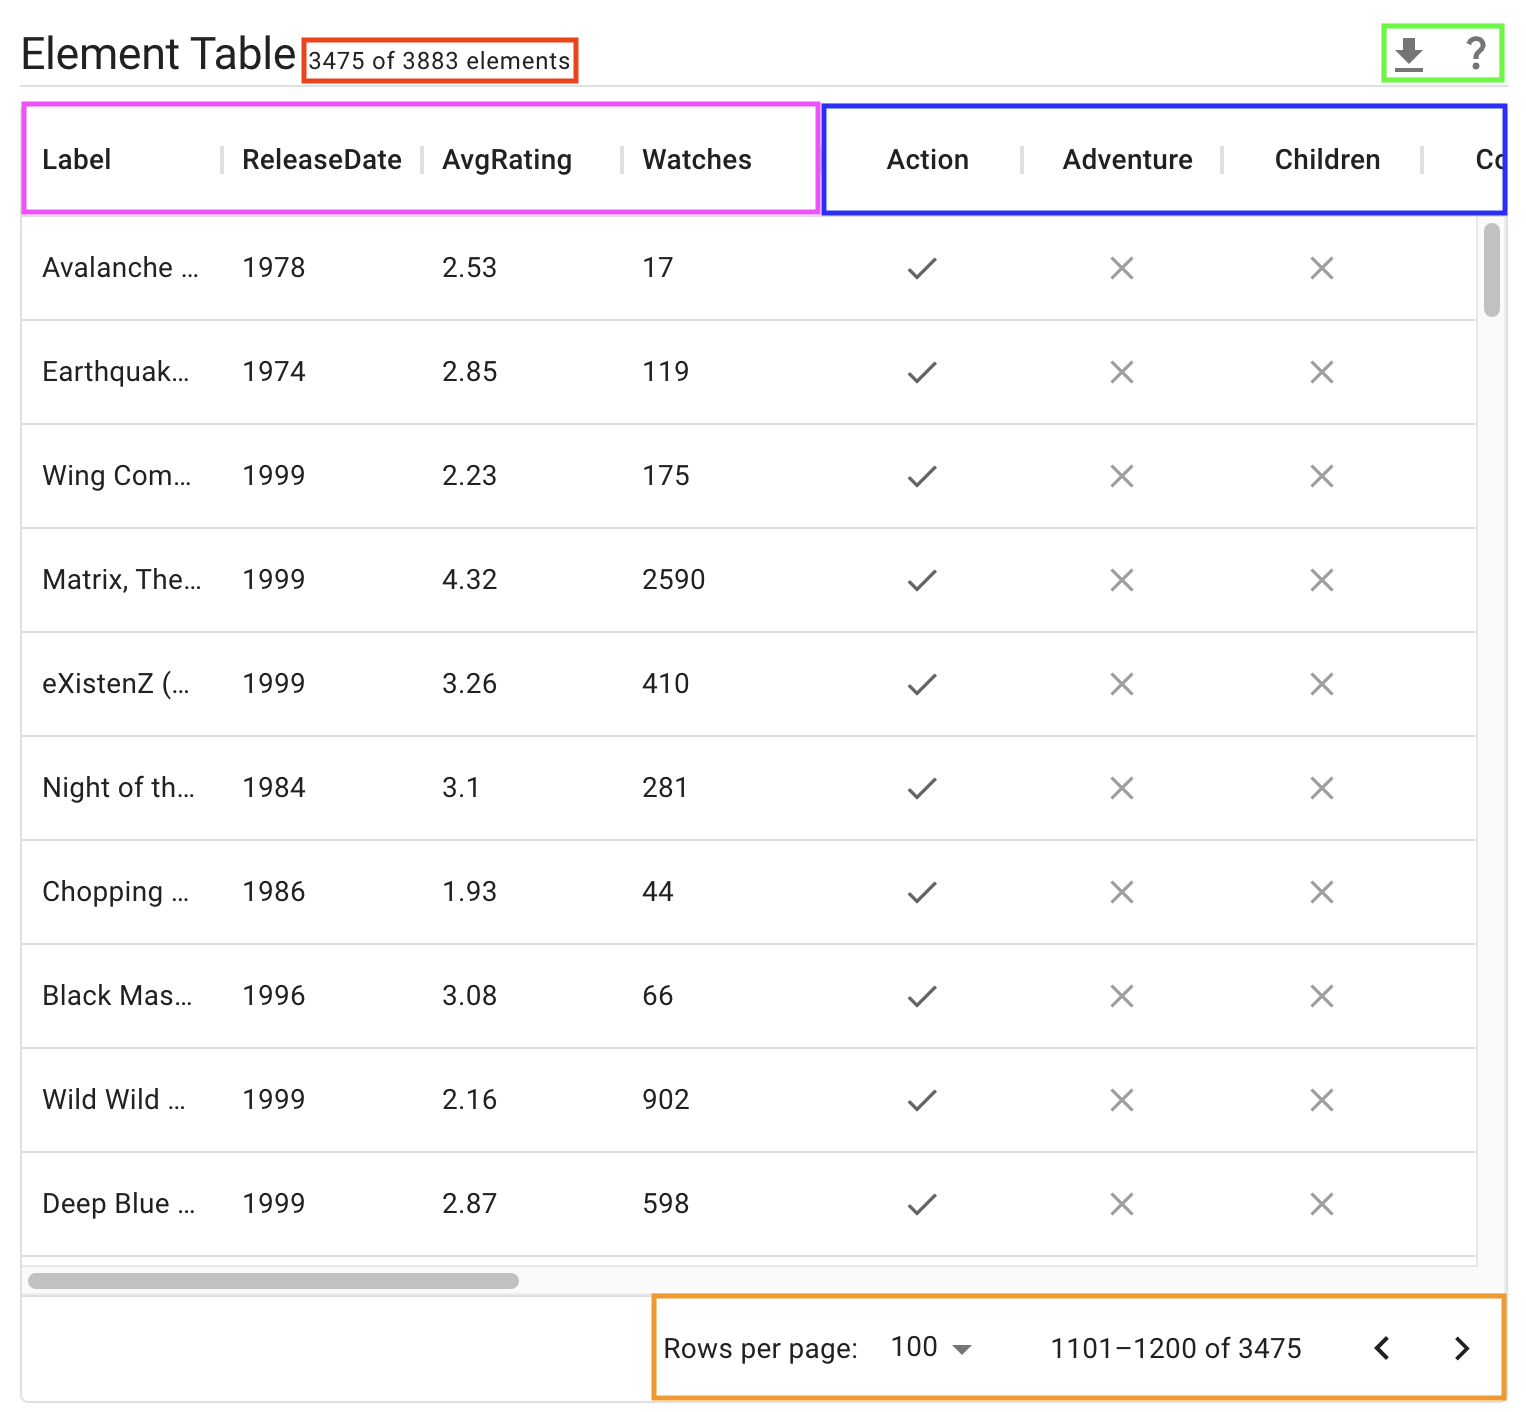 Element Table 3475 of 3883 elements ?
Label ReleaseDate AvgRating Watches Action Adventure Children Co
Avalanche ... 1978 2.53 17
Earthquak... 1974 2.85 119
Wing Com... 1999 2.23 175
Matrix, The... 1999 4.32 2590
eXistenZ (... 1999 3.26 410
Night of th... 1984 3.1 281
Chopping ... 1986 1.93 44
Black Mas... 1996 3.08 66
Wild Wild ... 1999 2.16 902
Deep Blue ... 1999 2.87 598
Rows per page: 100 1101–1200 of 3475